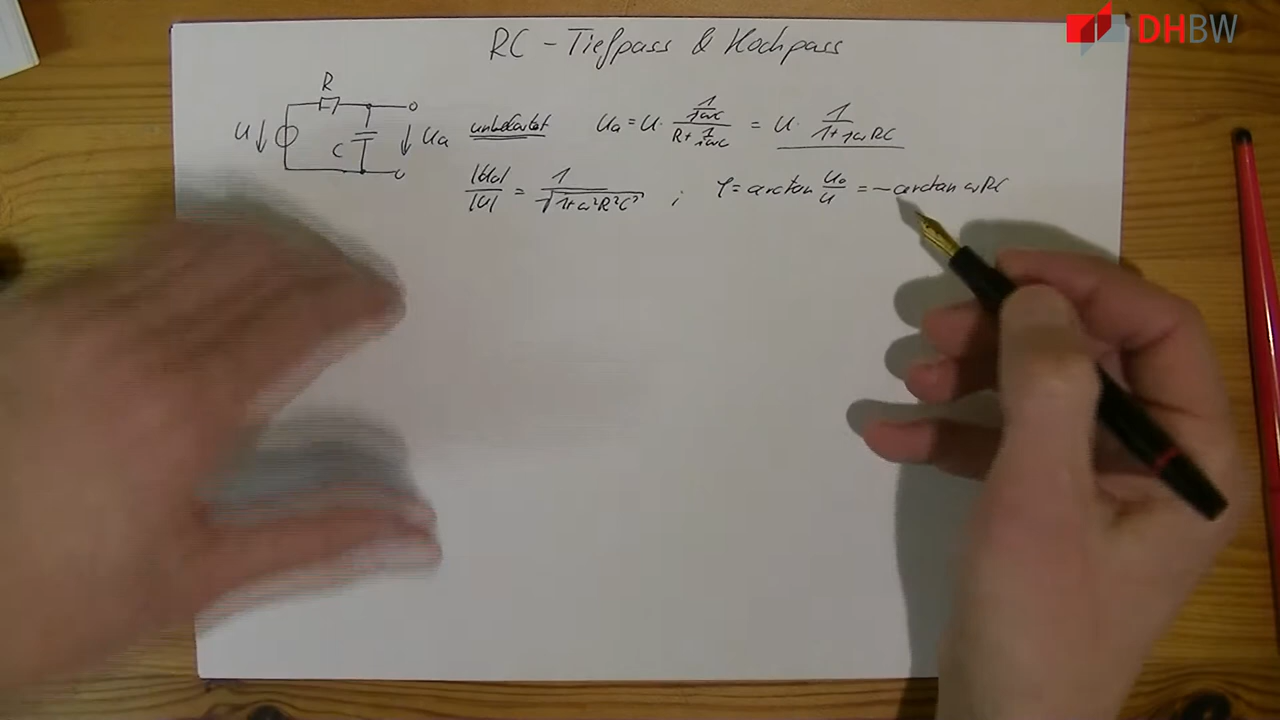 DHBW
RC - Tiefpass & Hochpass
R
U
C
Ua
unbelastet
Ua = U · (1/jωC)/(R + 1/jωC) = U · 1/(1+jωRC)
|Ua|/|U| = 1/√(1+ω²R²C²) ; φ = arctan Ua/U = -arctan ωRC